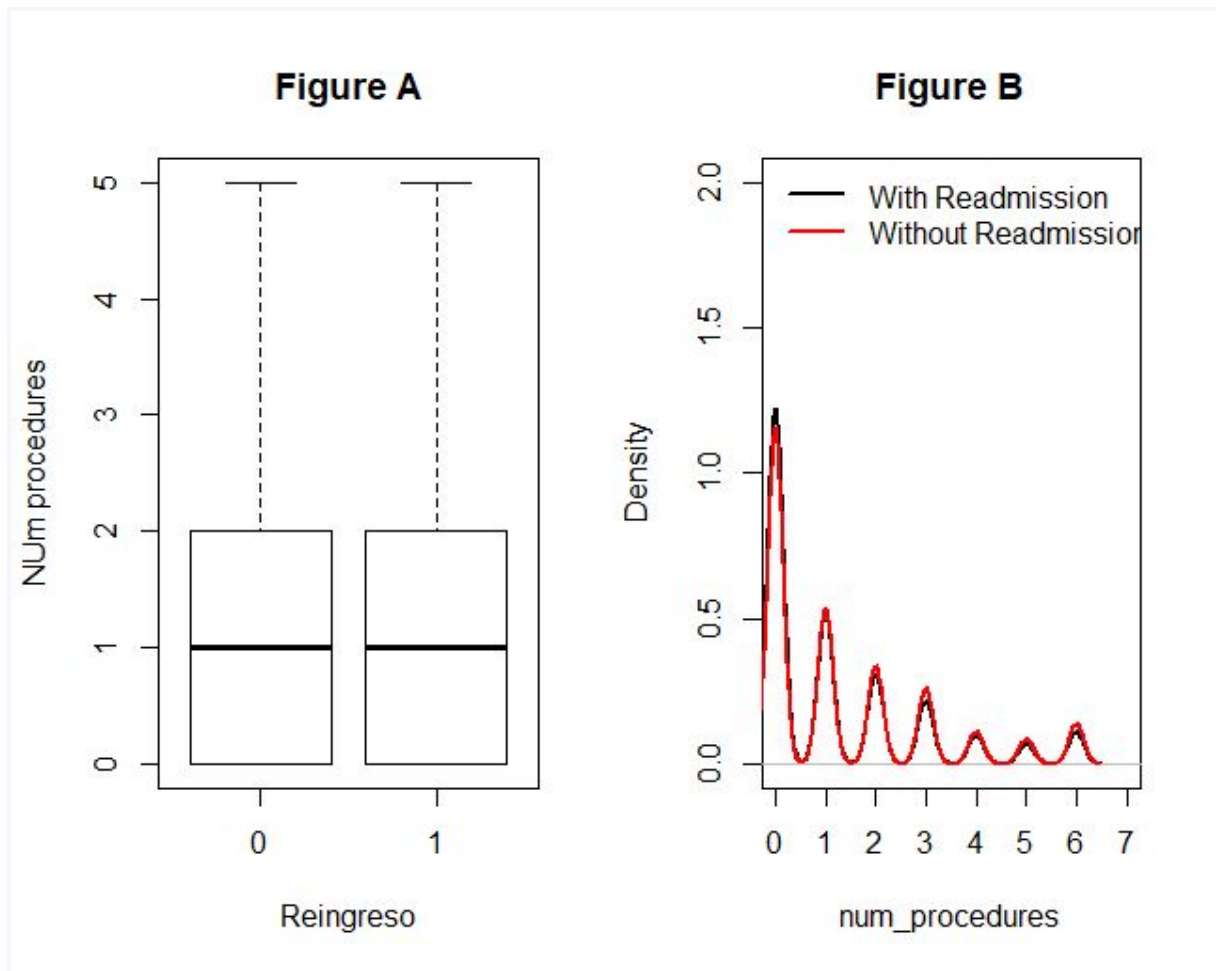 Figure A
NUm procedures
5
4
3
2
1
0
0 1
Reingreso
Figure B
With Readmission
Without Readmission
Density
2.0
1.5
1.0
0.5
0.0
0 1 2 3 4 5 6 7
num_procedures